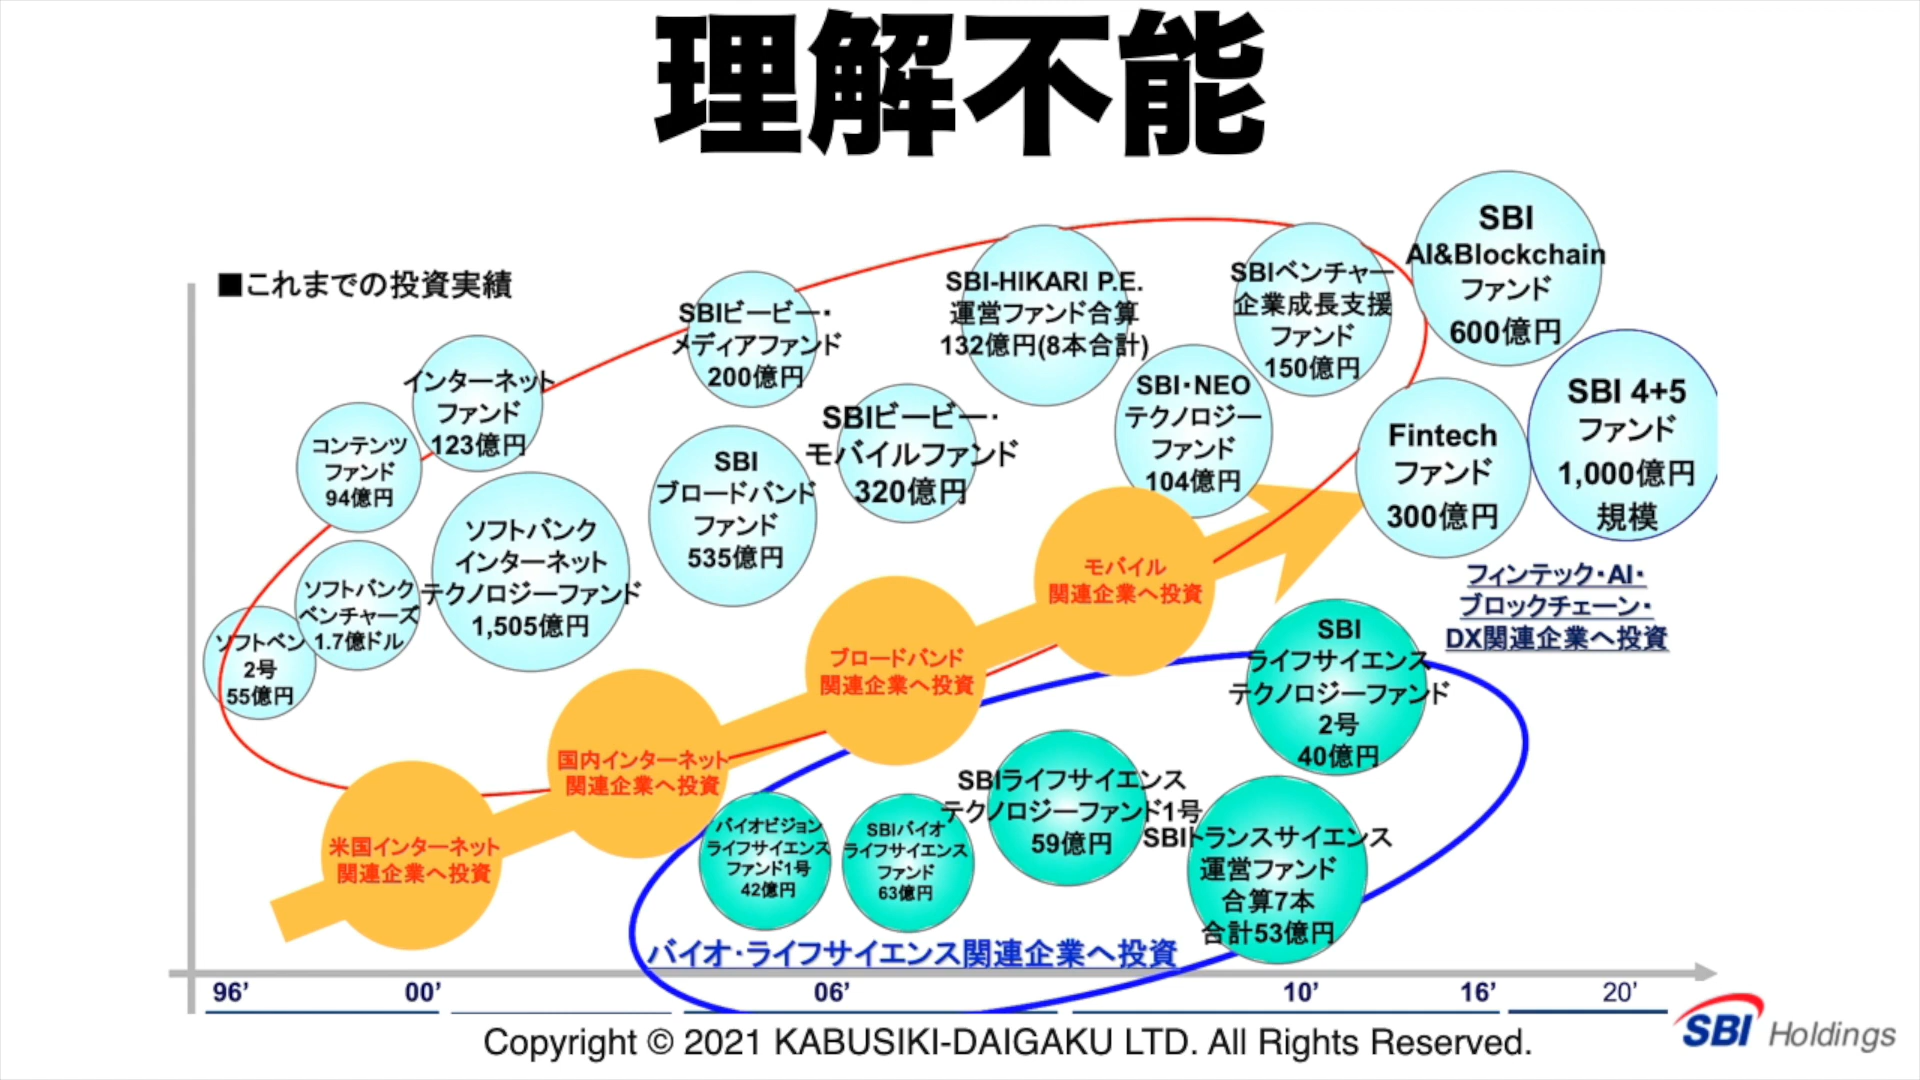 理解不能
■これまでの投資実績
ソフトベン
2号
55億円
ソフトバンク
ベンチャーズ
1.7億ドル
コンテンツ
ファンド
94億円
インターネット
ファンド
123億円
ソフトバンク
インターネット
テクノロジーファンド
1,505億円
SBIビービー・
メディアファンド
200億円
SBI
ブロードバンド
ファンド
535億円
SBIビービー・
モバイルファンド
320億円
SBI-HIKARI P.E.
運営ファンド合算
132億円(8本合計)
SBI・NEO
テクノロジー
ファンド
104億円
SBIベンチャー
企業成長支援
ファンド
150億円
SBI
AI&Blockchain
ファンド
600億円
Fintech
ファンド
300億円
SBI 4+5
ファンド
1,000億円
規模
フィンテック・AI・
ブロックチェーン・
DX関連企業へ投資
米国インターネット
関連企業へ投資
国内インターネット
関連企業へ投資
ブロードバンド
関連企業へ投資
モバイル
関連企業へ投資
バイオビジョン
ライフサイエンス
ファンド1号
42億円
SBIバイオ
ライフサイエンス
ファンド
63億円
SBIライフサイエンス
テクノロジーファンド1号
59億円
SBI
ライフサイエンス
テクノロジーファンド
2号
40億円
SBIトランスサイエンス
運営ファンド
合算7本
合計53億円
バイオ・ライフサイエンス関連企業へ投資
96’ 00’ 06’ 10’ 16’ 20’
SBI Holdings
Copyright © 2021 KABUSIKI-DAIGAKU LTD. All Rights Reserved.